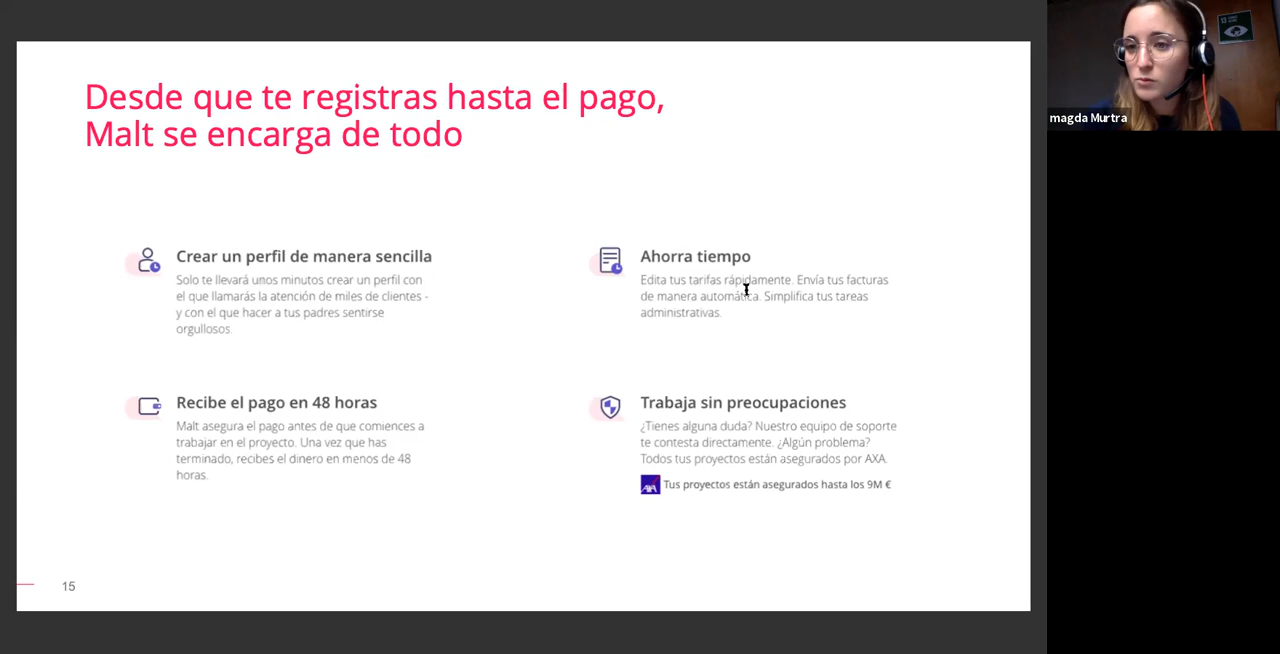 Desde que te registras hasta el pago,
Malt se encarga de todo
Crear un perfil de manera sencilla
Solo te llevará unos minutos crear un perfil con
el que llamarás la atención de miles de clientes -
y con el que hacer a tus padres sentirse
orgullosos.
Ahorra tiempo
Edita tus tarifas rápidamente. Envía tus facturas
de manera automática. Simplifica tus tareas
administrativas.
Recibe el pago en 48 horas
Malt asegura el pago antes de que comiences a
trabajar en el proyecto. Una vez que has
terminado, recibes el dinero en menos de 48
horas.
Trabaja sin preocupaciones
¿Tienes alguna duda? Nuestro equipo de soporte
te contesta directamente. ¿Algún problema?
Todos tus proyectos están asegurados por AXA.
AXA Tus proyectos están asegurados hasta los 9M €
15
magda Murtra